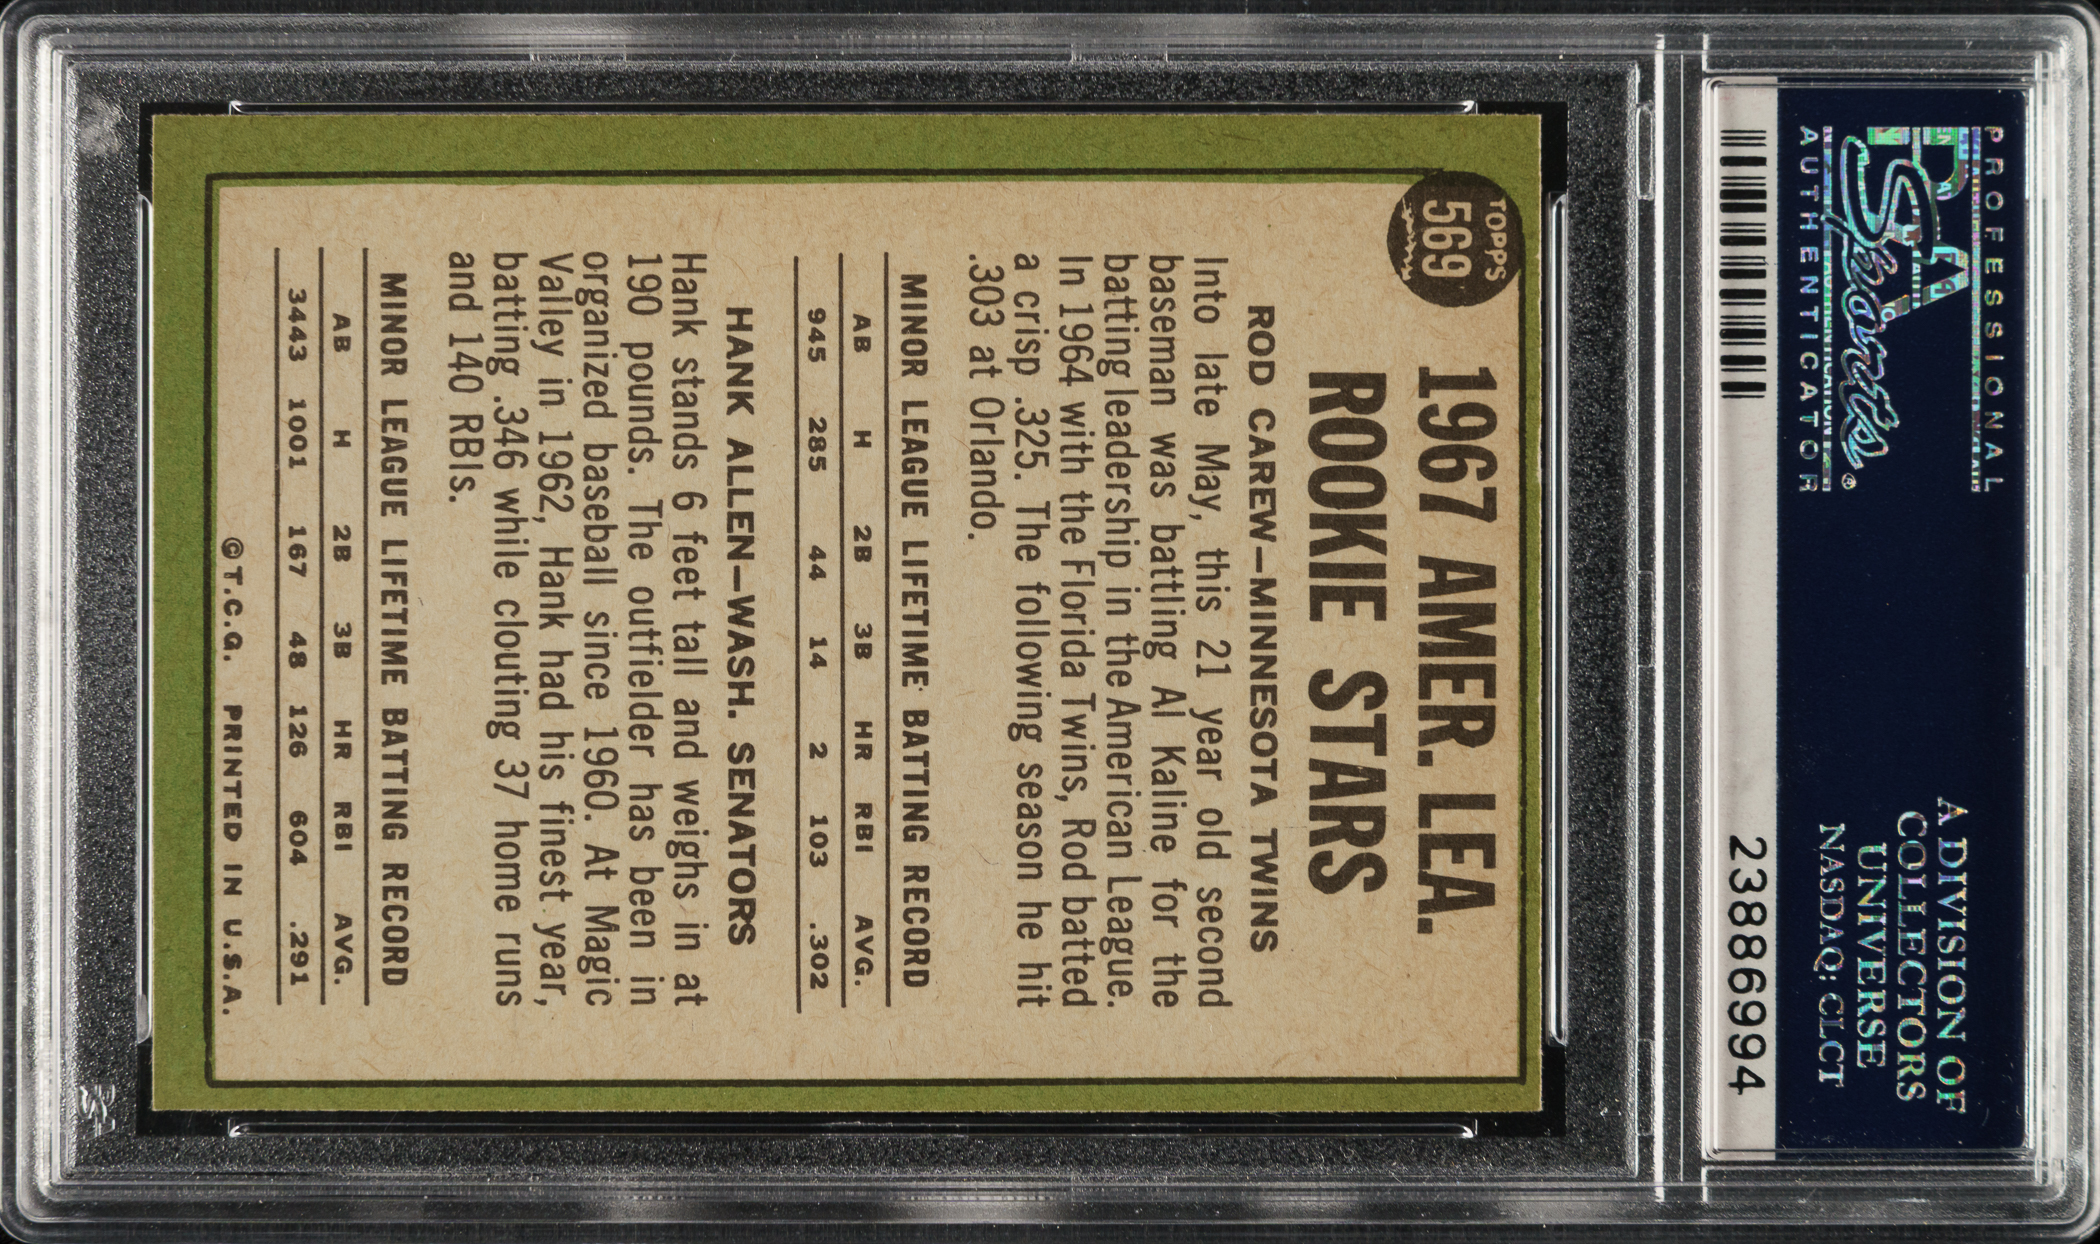 PROFESSIONAL
PSA
Sports®
AUTHENTICATOR
A DIVISION OF
COLLECTORS
UNIVERSE
NASDAQ: CLCT
23886994
TOPPS
569
1967 AMER. LEA.
ROOKIE STARS
ROD CAREW—MINNESOTA TWINS
Into late May, this 21 year old second
baseman was battling Al Kaline for the
batting leadership in the American League.
In 1964 with the Florida Twins, Rod batted
a crisp .325. The following season he hit
.303 at Orlando.
MINOR LEAGUE LIFETIME BATTING RECORD
AB H 2B 3B HR RBI AVG.
945 285 44 14 2 103 .302
HANK ALLEN—WASH. SENATORS
Hank stands 6 feet tall and weighs in at
190 pounds. The outfielder has been in
organized baseball since 1960. At Magic
Valley in 1962, Hank had his finest year,
batting .346 while clouting 37 home runs
and 140 RBIs.
MINOR LEAGUE LIFETIME BATTING RECORD
AB H 2B 3B HR RBI AVG.
3443 1001 167 48 126 604 .291
©T.C.G. PRINTED IN U.S.A.